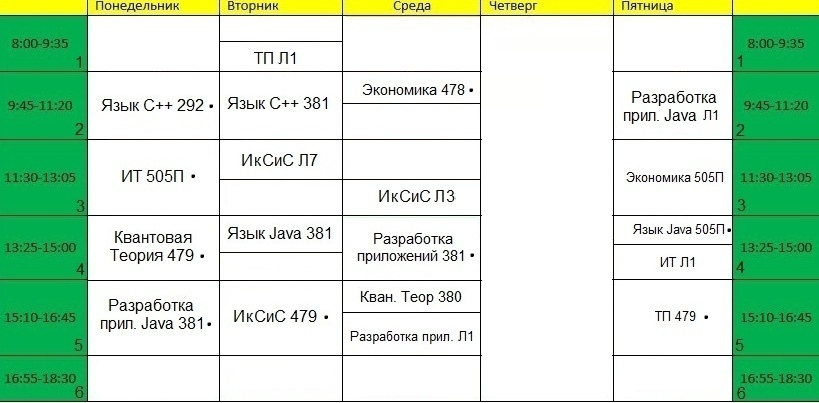 Понедельник Вторник Среда Четверг Пятница
8:00-9:35 1 ТП Л1 8:00-9:35 1
9:45-11:20 2 Язык C++ 292 • Язык C++ 381 Экономика 478 • Разработка прил. Java Л1 9:45-11:20 2
11:30-13:05 3 ИТ 505П • ИкСиС Л7 ИкСиС Л3 Экономика 505П 11:30-13:05 3
13:25-15:00 4 Квантовая Теория 479 • Язык Java 381 Разработка приложений 381 • Язык Java 505П • ИТ Л1 13:25-15:00 4
15:10-16:45 5 Разработка прил. Java 381 • ИкСиС 479 • Кван. Теор 380 Разработка прил. Л1 ТП 479 • 15:10-16:45 5
16:55-18:30 6 16:55-18:30 6